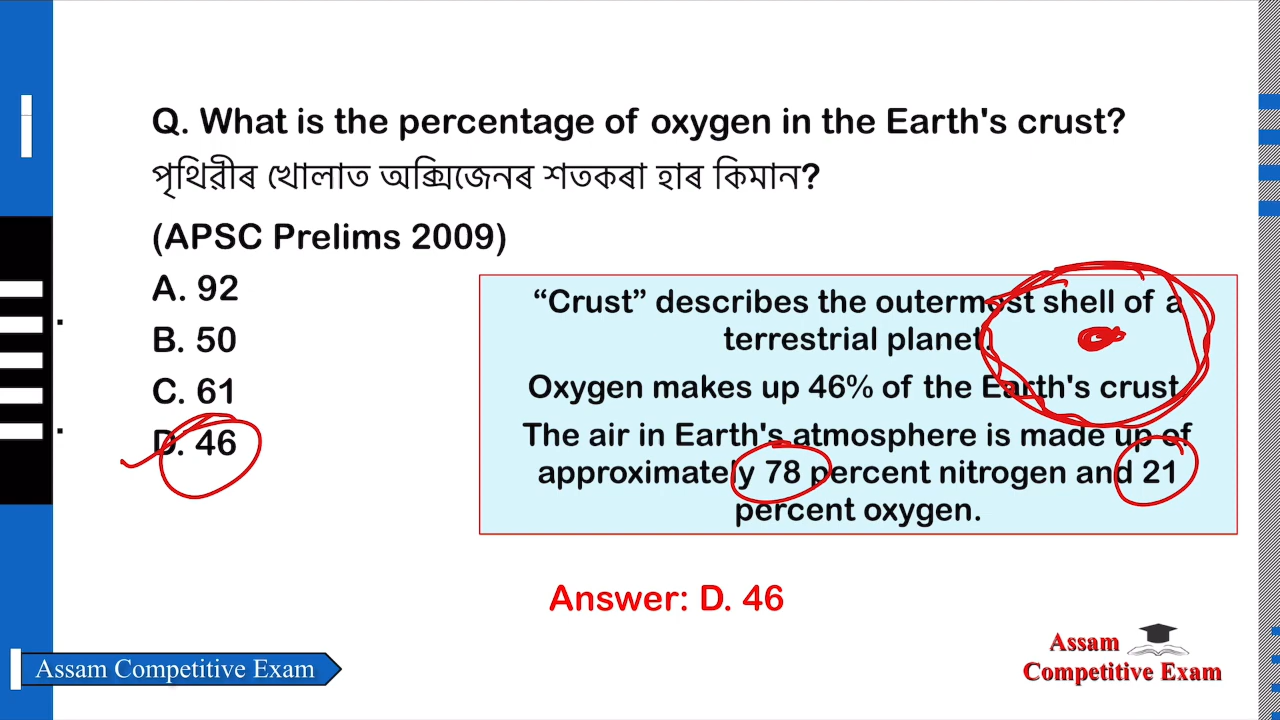 Q. What is the percentage of oxygen in the Earth's crust?
পৃথিৱীৰ খোলাত অক্সিজেনৰ শতকৰা হাৰ কিমান?
(APSC Prelims 2009)
A. 92
B. 50
C. 61
D. 46
“Crust” describes the outermost shell of a
terrestrial planet.
Oxygen makes up 46% of the Earth's crust.
The air in Earth's atmosphere is made up of
approximately 78 percent nitrogen and 21
percent oxygen.
Answer: D. 46
Assam Competitive Exam
Assam
Competitive Exam